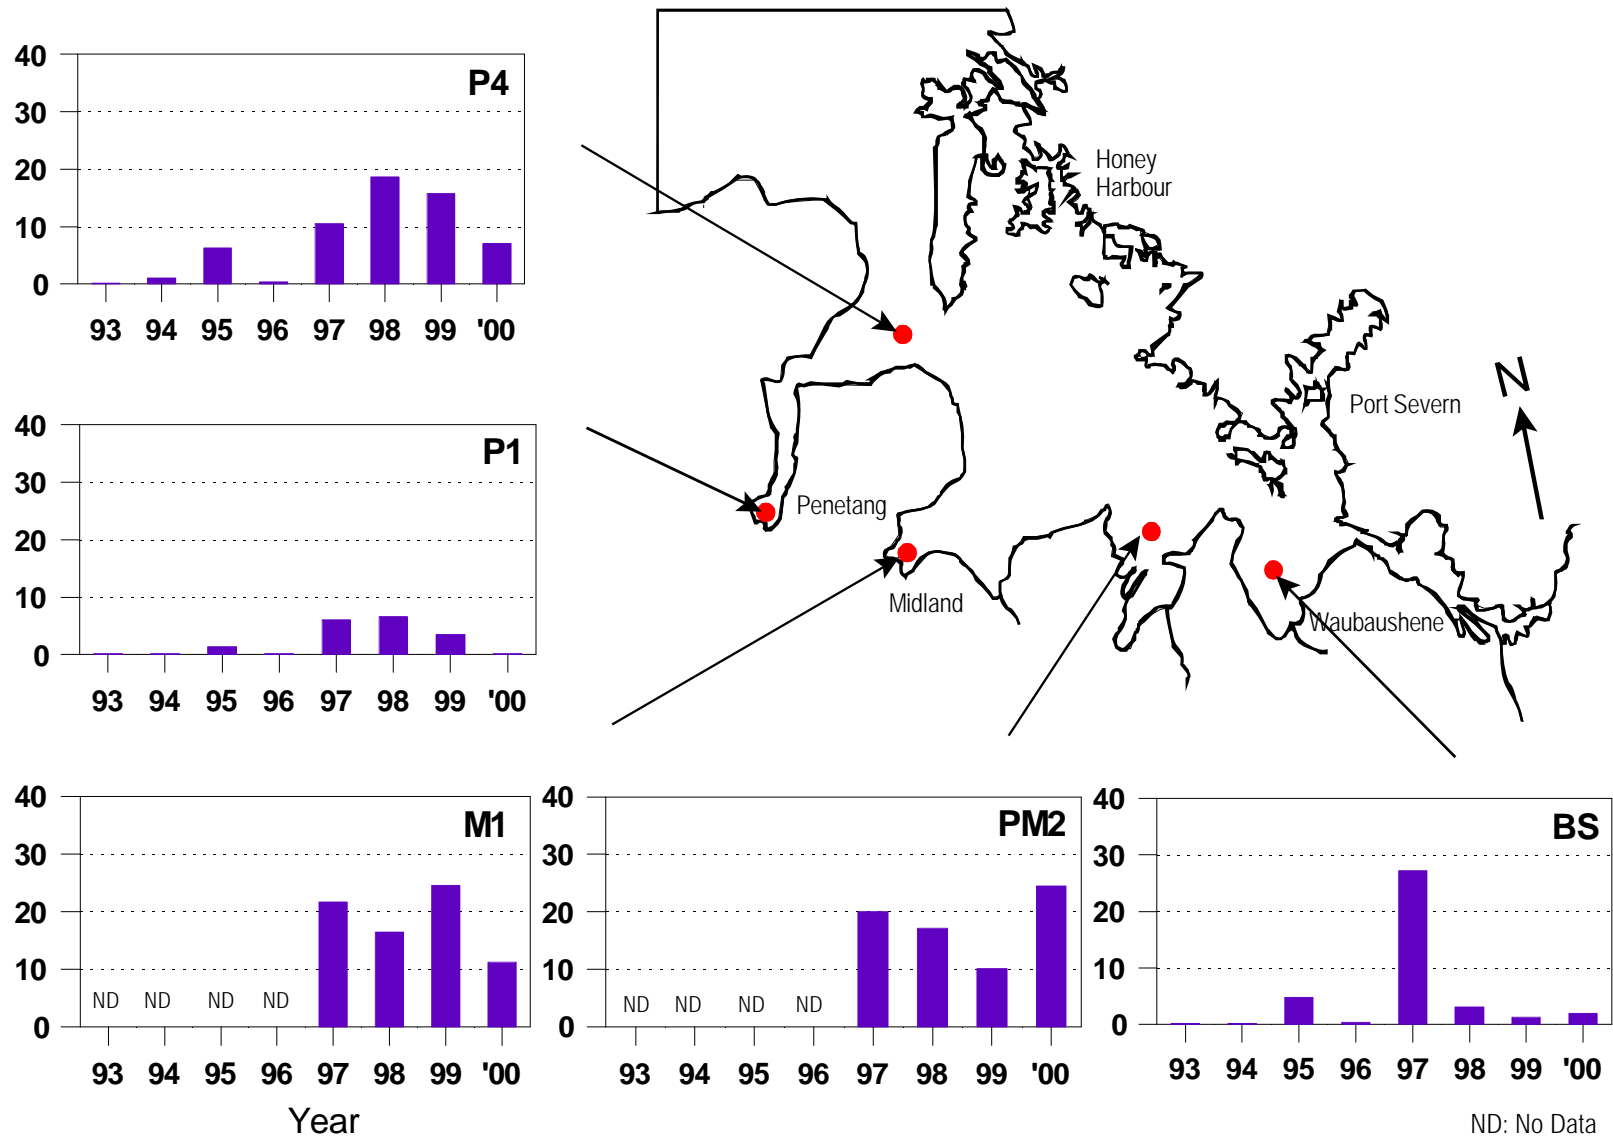 40
P4
30
20
10
0
93 94 95 96 97 98 99 '00
40
P1
30
20
10
0
93 94 95 96 97 98 99 '00
Honey
Harbour
Port Severn
N
Penetang
Midland
Waubaushene
40
M1
30
20
10
ND ND ND ND
0
93 94 95 96 97 98 99 '00
Year
40
PM2
30
20
10
ND ND ND ND
0
93 94 95 96 97 98 99 '00
40
BS
30
20
10
0
93 94 95 96 97 98 99 '00
ND: No Data